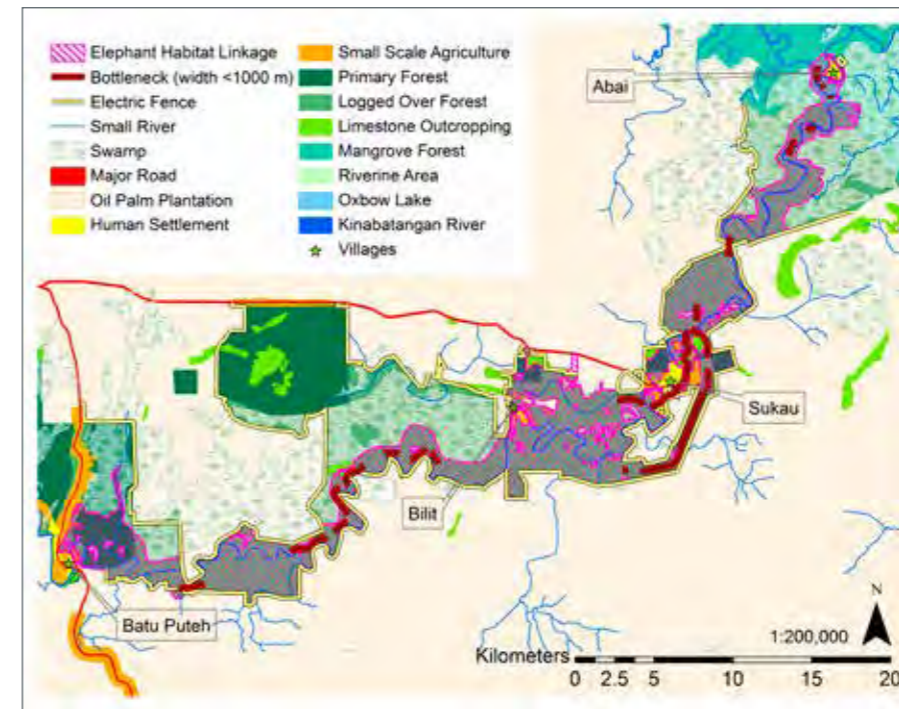 Elephant Habitat Linkage
Bottleneck (width <1000 m)
Electric Fence
Small River
Swamp
Major Road
Oil Palm Plantation
Human Settlement
Small Scale Agriculture
Primary Forest
Logged Over Forest
Limestone Outcropping
Mangrove Forest
Riverine Area
Oxbow Lake
Kinabatangan River
Villages
Abai
Sukau
Bilit
Batu Puteh
N
1:200,000
Kilometers
0 2.5 5 10 15 20